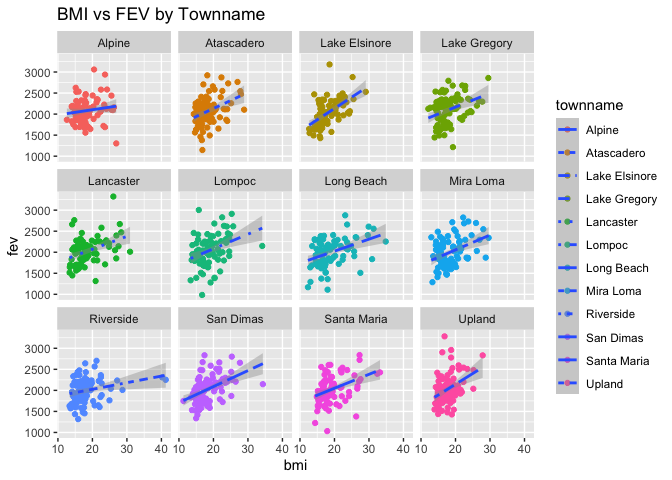 BMI vs FEV by Townname
Alpine
Atascadero
Lake Elsinore
Lake Gregory
3000
2500
2000
1500
1000
Lancaster
Lompoc
Long Beach
Mira Loma
3000
2500
2000
1500
1000
Riverside
San Dimas
Santa Maria
Upland
3000
2500
2000
1500
1000
10 20 30 40 10 20 30 40 10 20 30 40 10 20 30 40
fev
bmi
townname
Alpine
Atascadero
Lake Elsinore
Lake Gregory
Lancaster
Lompoc
Long Beach
Mira Loma
Riverside
San Dimas
Santa Maria
Upland